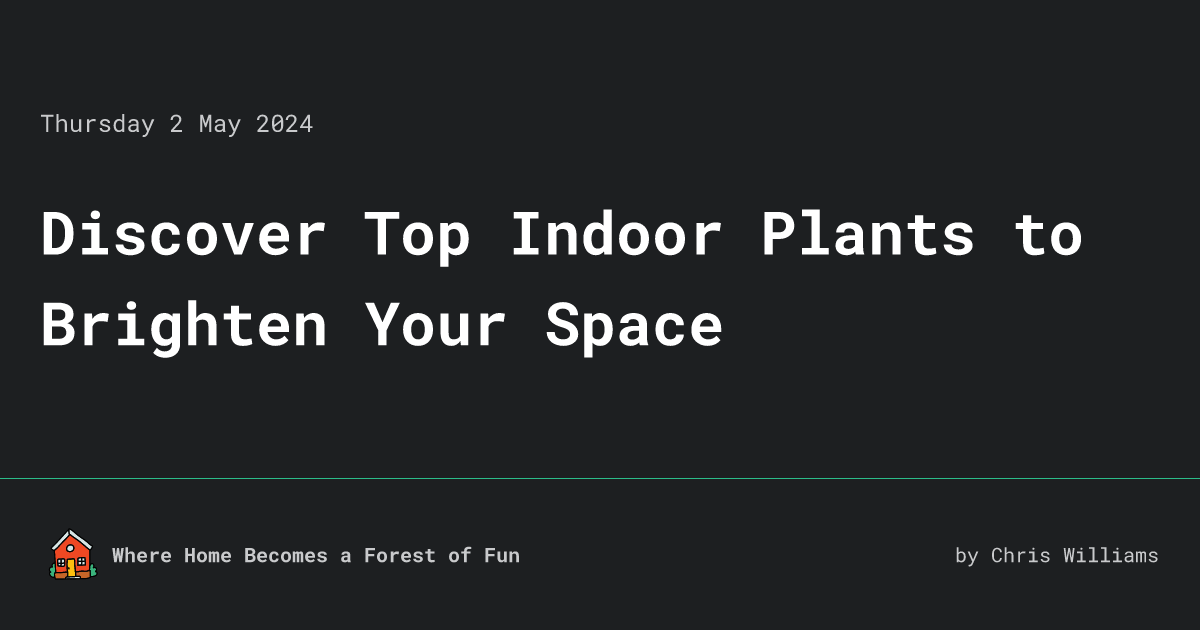 Thursday 2 May 2024
Discover Top Indoor Plants to
Brighten Your Space
Where Home Becomes a Forest of Fun
by Chris Williams